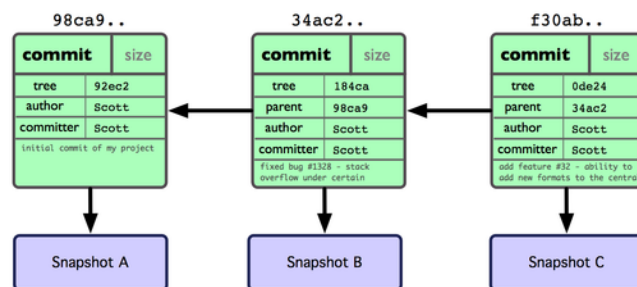 98ca9..
commit size
tree 92ec2
author Scott
committer Scott
initial commit of my project
Snapshot A
34ac2..
commit size
tree 184ca
parent 98ca9
author Scott
committer Scott
fixed bug #1328 - stack
overflow under certain
Snapshot B
f30ab..
commit size
tree 0de24
parent 34ac2
author Scott
committer Scott
add feature #32 - ability to
add new formats to the centra
Snapshot C